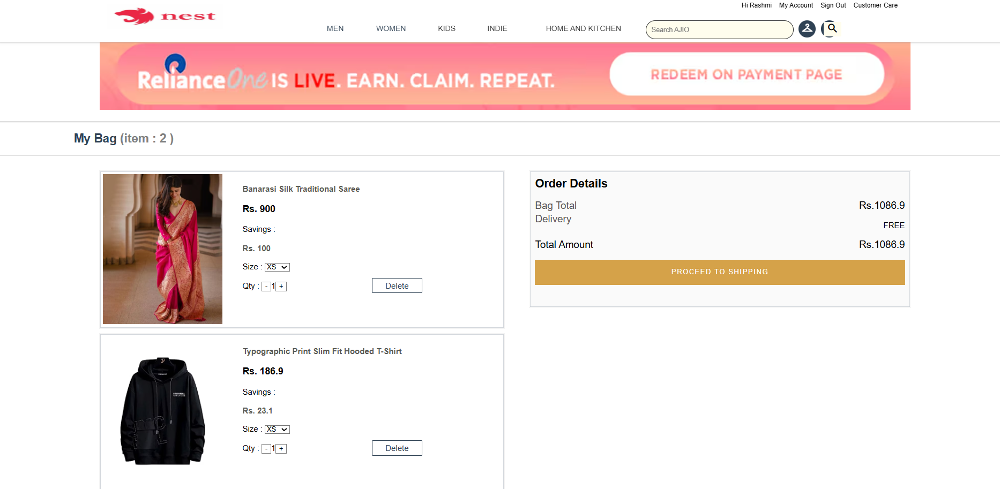 Hi Rashmi My Account Sign Out Customer Care
nest
MEN WOMEN KIDS INDIE HOME AND KITCHEN Search AJIO
RelianceOne IS LIVE. EARN. CLAIM. REPEAT. REDEEM ON PAYMENT PAGE
My Bag (item : 2 )
Banarasi Silk Traditional Saree
Rs. 900
Savings :
Rs. 100
Size : XS
Qty : - 1 + Delete
Order Details
Bag Total Rs.1086.9
Delivery FREE
Total Amount Rs.1086.9
PROCEED TO SHIPPING
Typographic Print Slim Fit Hooded T-Shirt
Rs. 186.9
Savings :
Rs. 23.1
Size : XS
Qty : - 1 + Delete
ETERNAL